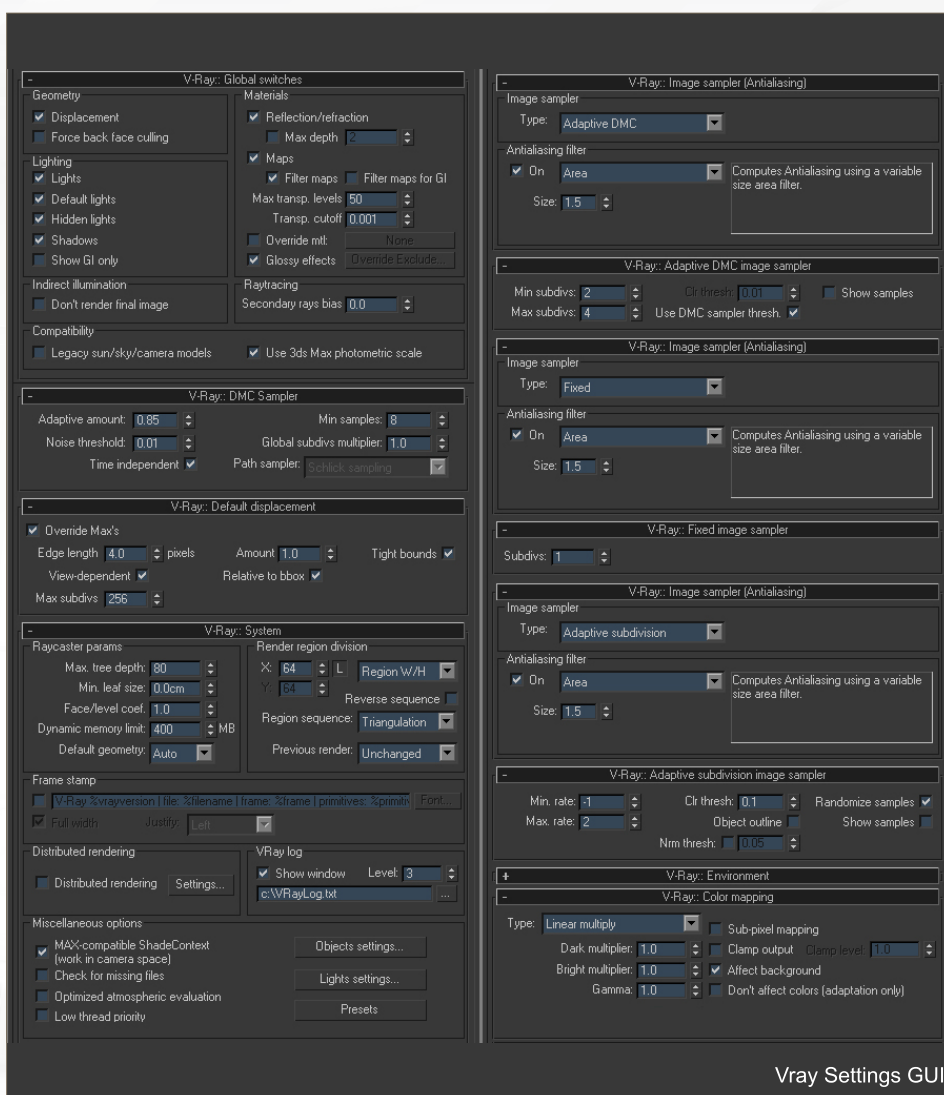 - V-Ray:: Global switches
Geometry
Displacement
Force back face culling
Lighting
Lights
Default lights
Hidden lights
Shadows
Show GI only
Indirect illumination
Don't render final image
Materials
Reflection/refraction
Max depth 2
Maps
Filter maps Filter maps for GI
Max transp. levels 50
Transp. cutoff 0.001
Override mtl: None
Glossy effects Override Exclude...
Raytracing
Secondary rays bias 0.0
Compatibility
Legacy sun/sky/camera models Use 3ds Max photometric scale
- V-Ray:: DMC Sampler
Adaptive amount: 0.85 Min samples: 8
Noise threshold: 0.01 Global subdivs multiplier: 1.0
Time independent Path sampler: Schlick sampling
- V-Ray:: Default displacement
Override Max's
Edge length 4.0 pixels Amount 1.0 Tight bounds
View-dependent Relative to bbox
Max subdivs 256
- V-Ray:: System
Raycaster params
Max. tree depth: 80
Min. leaf size: 0.0cm
Face/level coef. 1.0
Dynamic memory limit: 400 MB
Default geometry: Auto
Render region division
X: 64 L Region W/H
Y: 64
Reverse sequence
Region sequence: Triangulation
Previous render: Unchanged
Frame stamp
V-Ray %vrayversion | file: %filename | frame: %frame | primitives: %primitiv Font...
Full width Justify: Left
Distributed rendering
Distributed rendering Settings...
VRay log
Show window Level: 3
c:\VRayLog.txt ...
Miscellaneous options
MAX-compatible ShadeContext
(work in camera space)
Check for missing files
Optimized atmospheric evaluation
Low thread priority
Objects settings...
Lights settings...
Presets
- V-Ray:: Image sampler (Antialiasing)
Image sampler
Type: Adaptive DMC
Antialiasing filter
On Area
Size: 1.5
Computes Antialiasing using a variable
size area filter.
- V-Ray:: Adaptive DMC image sampler
Min subdivs: 2 Clr thresh: 0.01 Show samples
Max subdivs: 4 Use DMC sampler thresh.
- V-Ray:: Image sampler (Antialiasing)
Image sampler
Type: Fixed
Antialiasing filter
On Area
Size: 1.5
Computes Antialiasing using a variable
size area filter.
- V-Ray:: Fixed image sampler
Subdivs: 1
- V-Ray:: Image sampler (Antialiasing)
Image sampler
Type: Adaptive subdivision
Antialiasing filter
On Area
Size: 1.5
Computes Antialiasing using a variable
size area filter.
- V-Ray:: Adaptive subdivision image sampler
Min. rate: -1 Clr thresh: 0.1 Randomize samples
Max. rate: 2 Object outline Show samples
Nrm thresh: 0.05
+ V-Ray:: Environment
- V-Ray:: Color mapping
Type: Linear multiply
Sub-pixel mapping
Dark multiplier: 1.0 Clamp output Clamp level: 1.0
Bright multiplier: 1.0 Affect background
Gamma: 1.0 Don't affect colors (adaptation only)
Vray Settings GUI